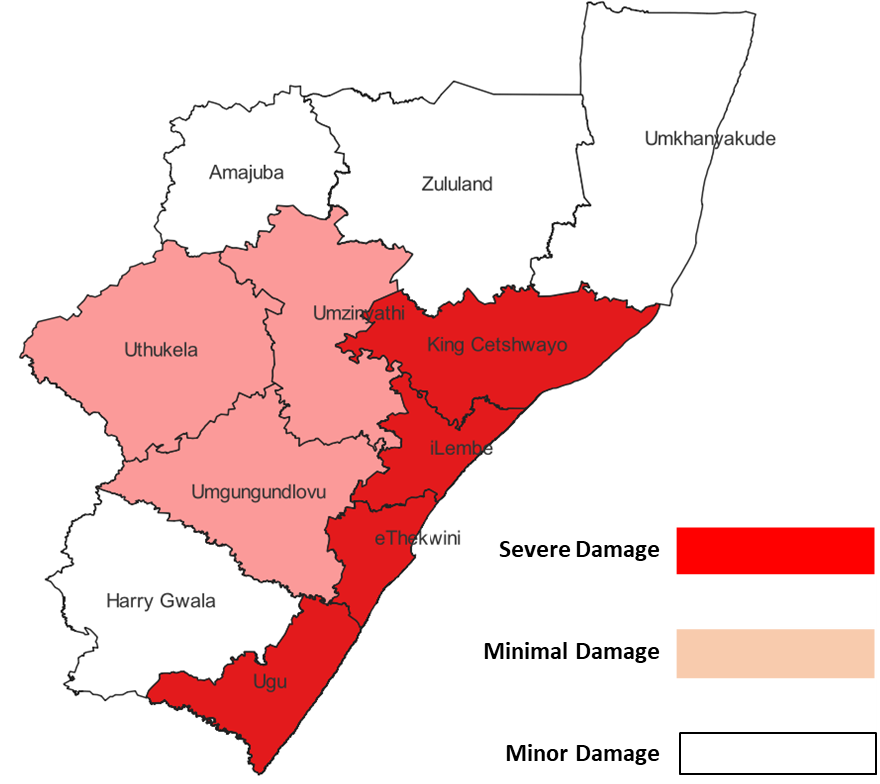 Umkhanyakude
Amajuba
Zululand
Umzinyathi
Uthukela
King Cetshwayo
iLembe
Umgungundlovu
eThekwini
Harry Gwala
Ugu
Severe Damage
Minimal Damage
Minor Damage